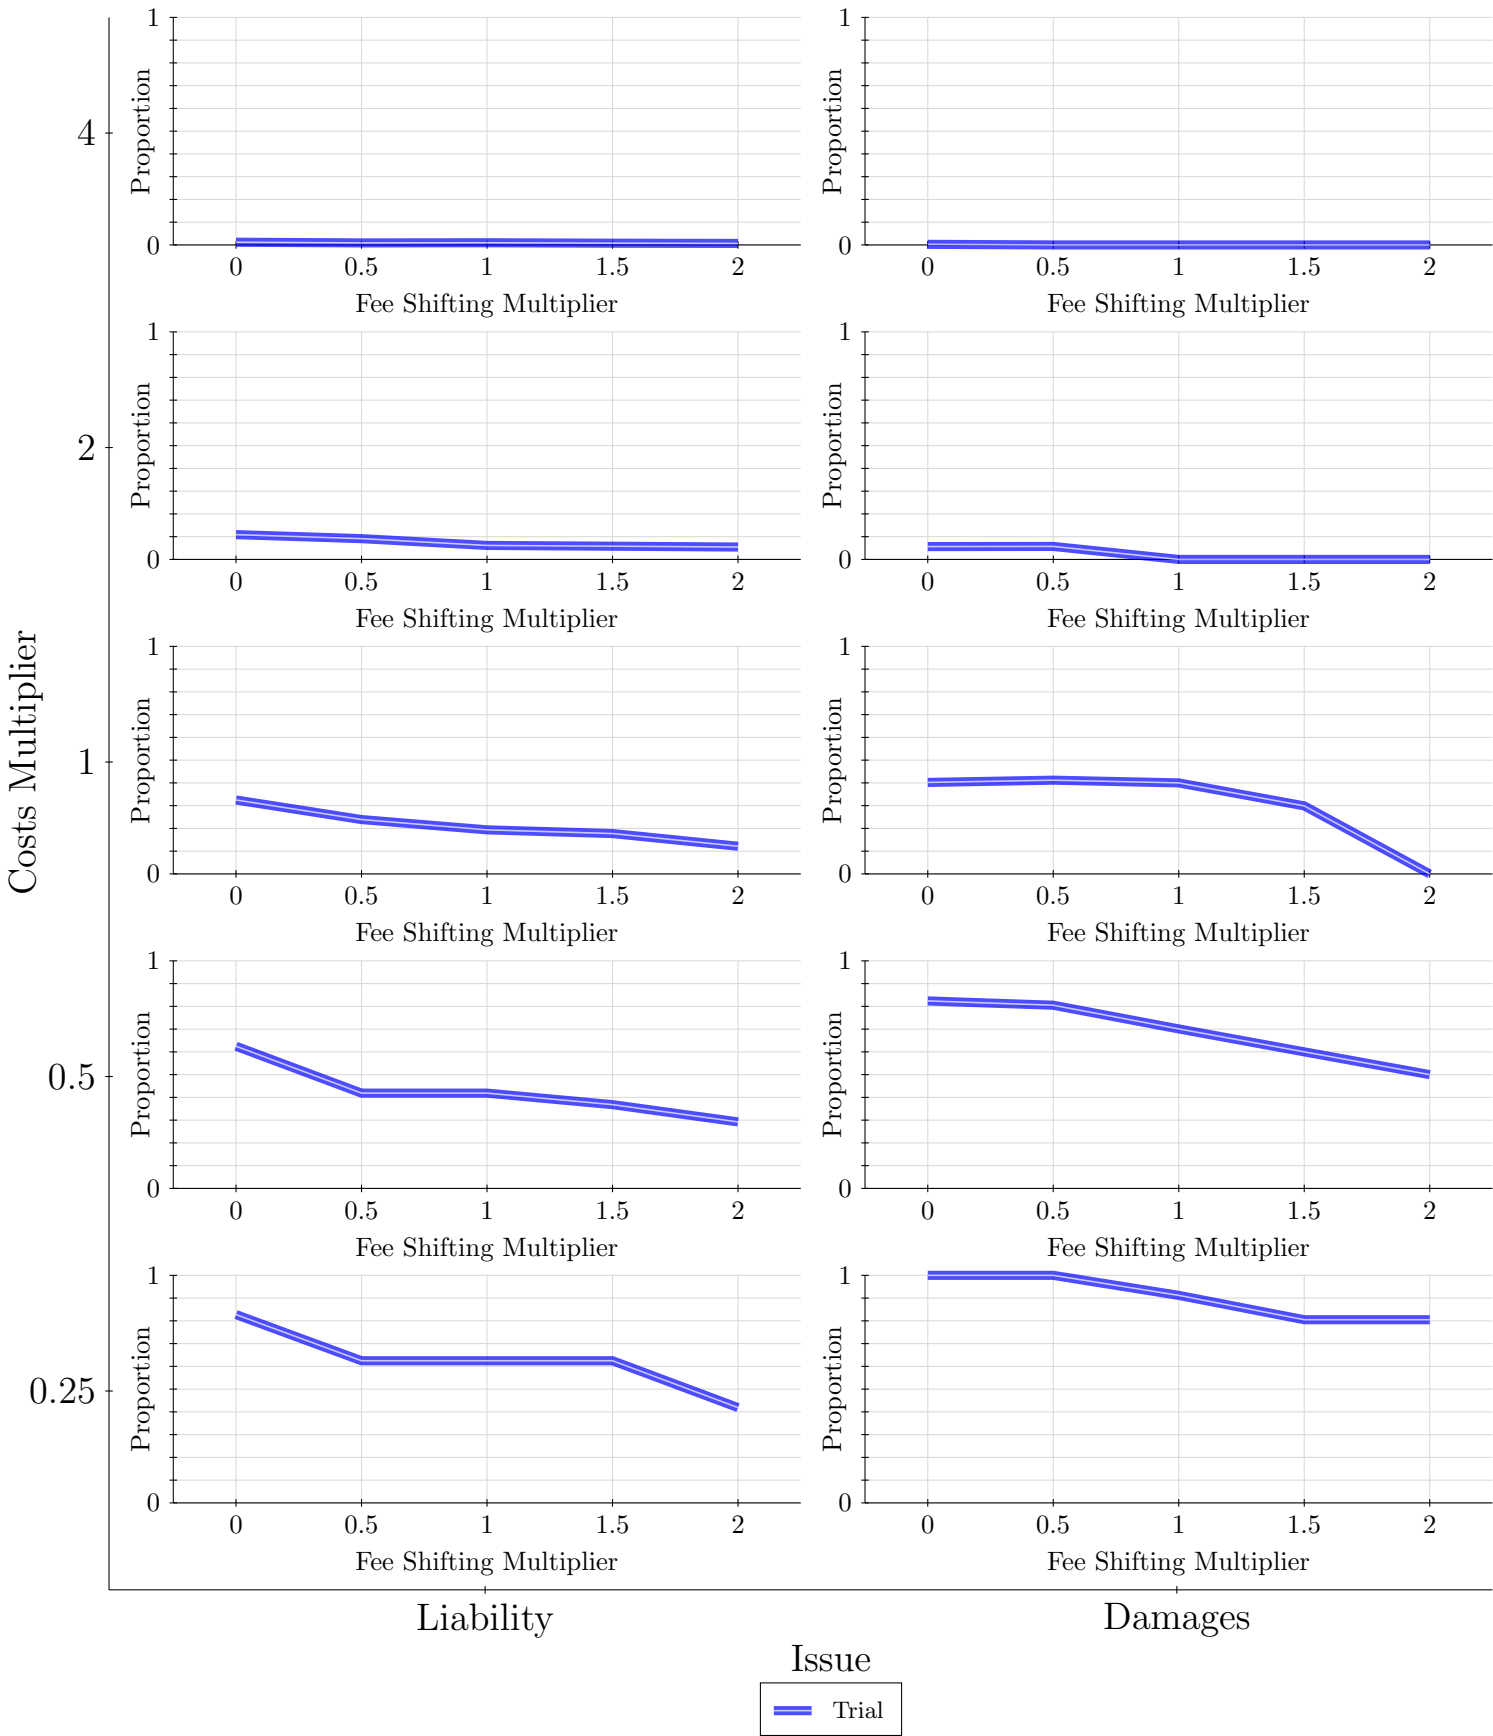 1
Proportion
0
0 0.5 1 1.5 2
Fee Shifting Multiplier
1
Proportion
0
0 0.5 1 1.5 2
Fee Shifting Multiplier
4
1
Proportion
0
0 0.5 1 1.5 2
Fee Shifting Multiplier
1
Proportion
0
0 0.5 1 1.5 2
Fee Shifting Multiplier
2
1
Proportion
0
0 0.5 1 1.5 2
Fee Shifting Multiplier
1
Proportion
0
0 0.5 1 1.5 2
Fee Shifting Multiplier
1
Costs Multiplier
1
Proportion
0
0 0.5 1 1.5 2
Fee Shifting Multiplier
1
Proportion
0
0 0.5 1 1.5 2
Fee Shifting Multiplier
0.5
1
Proportion
0
0 0.5 1 1.5 2
Fee Shifting Multiplier
1
Proportion
0
0 0.5 1 1.5 2
Fee Shifting Multiplier
0.25
Liability
Damages
Issue
Trial